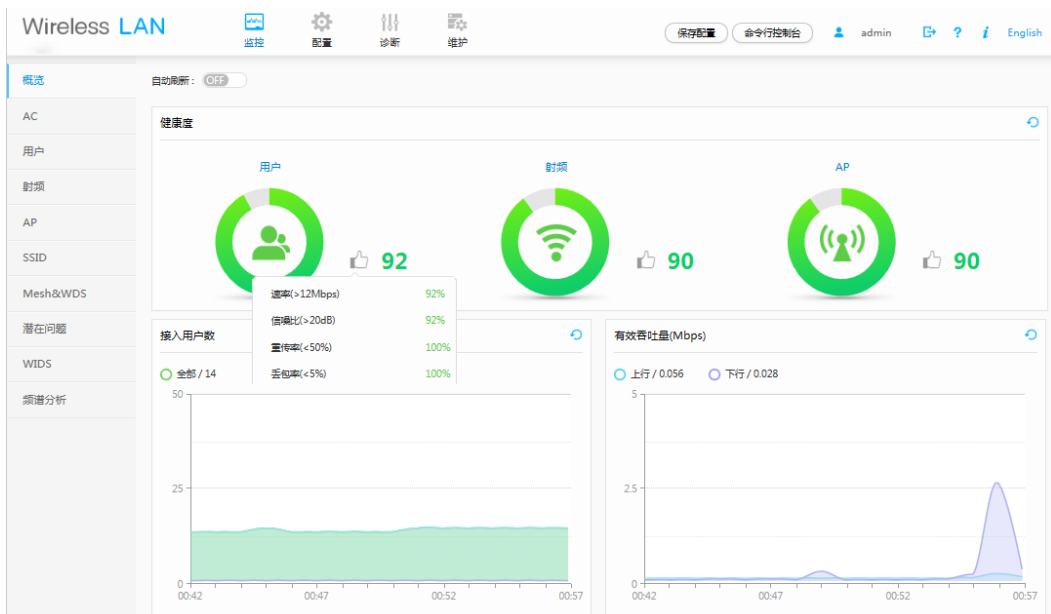 Wireless LAN
监控
配置
诊断
维护
保存配置
命令行控制台
admin
?
i
English
概览
AC
用户
射频
AP
SSID
Mesh&WDS
潜在问题
WIDS
频谱分析
自动刷新: OFF
健康度
用户
射频
AP
92
90
90
速率(>12Mbps) 92%
信噪比(>20dB) 92%
重传率(<50%) 100%
丢包率(<5%) 100%
接入用户数
全部 / 14
50
25
0
00:42 00:47 00:52 00:57
有效吞吐量(Mbps)
上行 / 0.056 下行 / 0.028
5
2.5
0
00:42 00:47 00:52 00:57